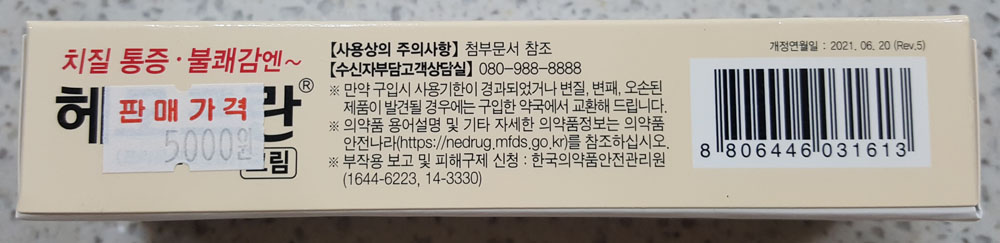 치질 통증·불쾌감엔~
헤 란®
크림
판매가격
5000원
【사용상의 주의사항】 첨부문서 참조
【수신자부담고객상담실】 080-988-8888
※ 만약 구입시 사용기한이 경과되었거나 변질, 변패, 오손된
제품이 발견될 경우에는 구입한 약국에서 교환해 드립니다.
※ 의약품 용어설명 및 기타 자세한 의약품정보는 의약품
안전나라(https://nedrug.mfds.go.kr)를 참조하십시오.
※ 부작용 보고 및 피해구제 신청 : 한국의약품안전관리원
(1644-6223, 14-3330)
개정연월일 : 2021. 06. 20 (Rev.5)
8 806446 031613